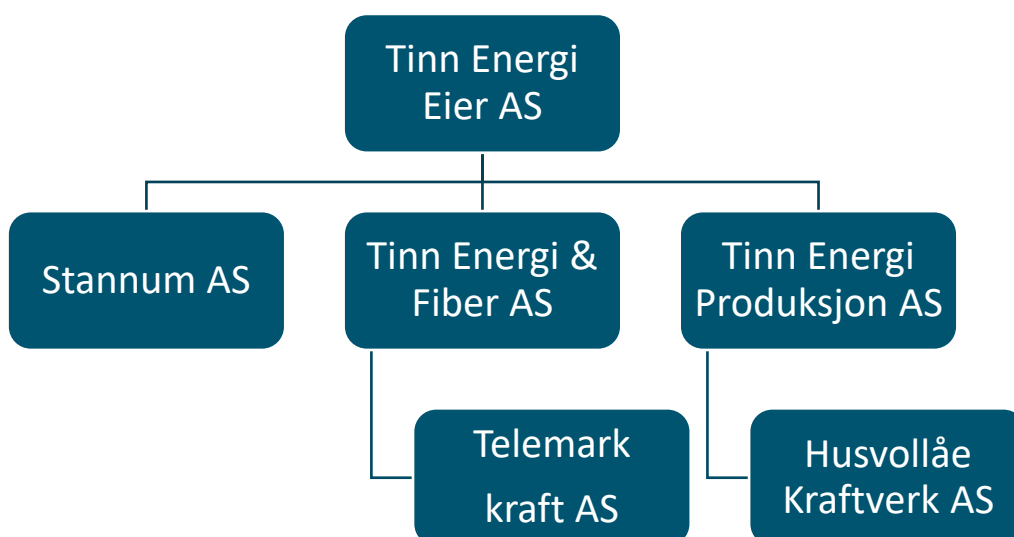 Tinn Energi
Eier AS
Stannum AS
Tinn Energi &
Fiber AS
Tinn Energi
Produksjon AS
Telemark
kraft AS
Husvollåe
Kraftverk AS